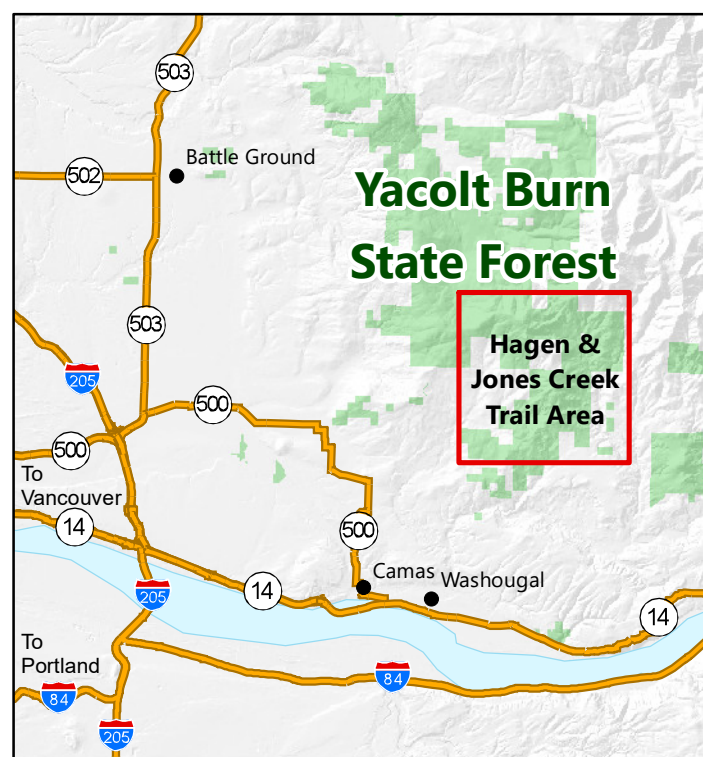 503
Battle Ground
502
Yacolt Burn
State Forest
503
Hagen &
Jones Creek
Trail Area
205
500
500
To
Vancouver
14
500
Camas
Washougal
14
205
14
To
Portland
84
84
205